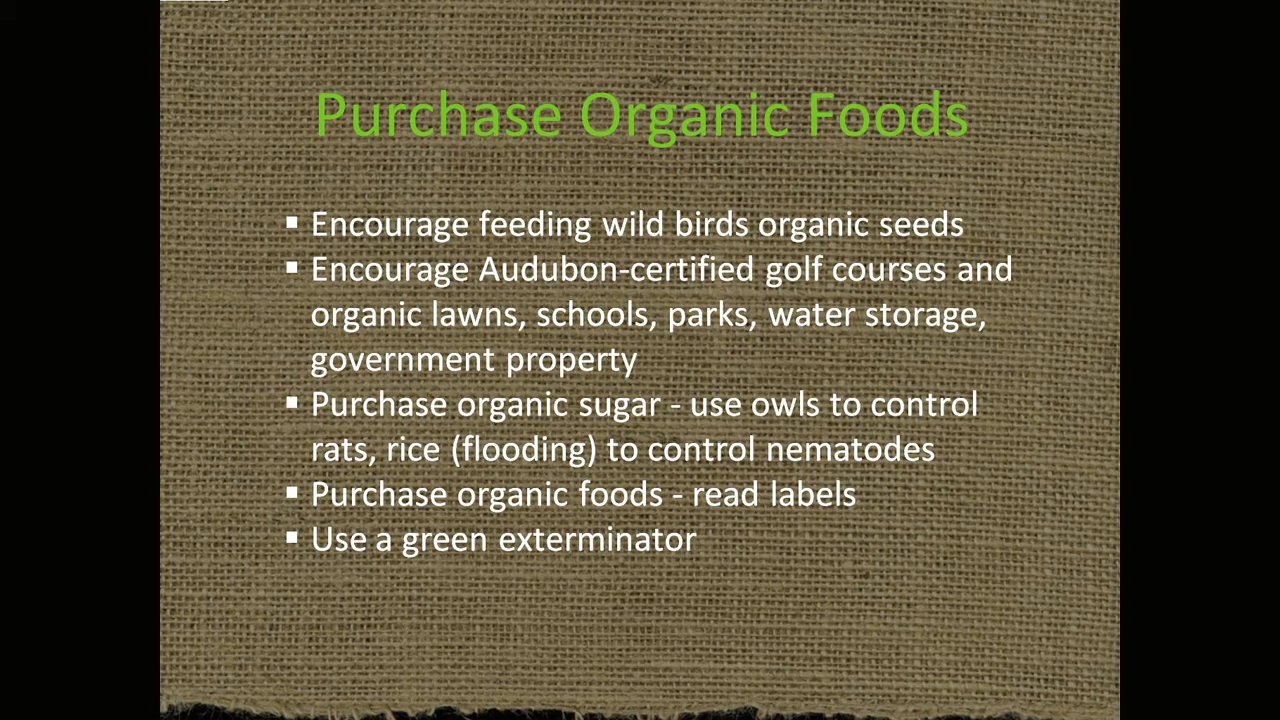 Purchase Organic Foods
▪ Encourage feeding wild birds organic seeds
▪ Encourage Audubon-certified golf courses and
organic lawns, schools, parks, water storage,
government property
▪ Purchase organic sugar - use owls to control
rats, rice (flooding) to control nematodes
▪ Purchase organic foods - read labels
▪ Use a green exterminator